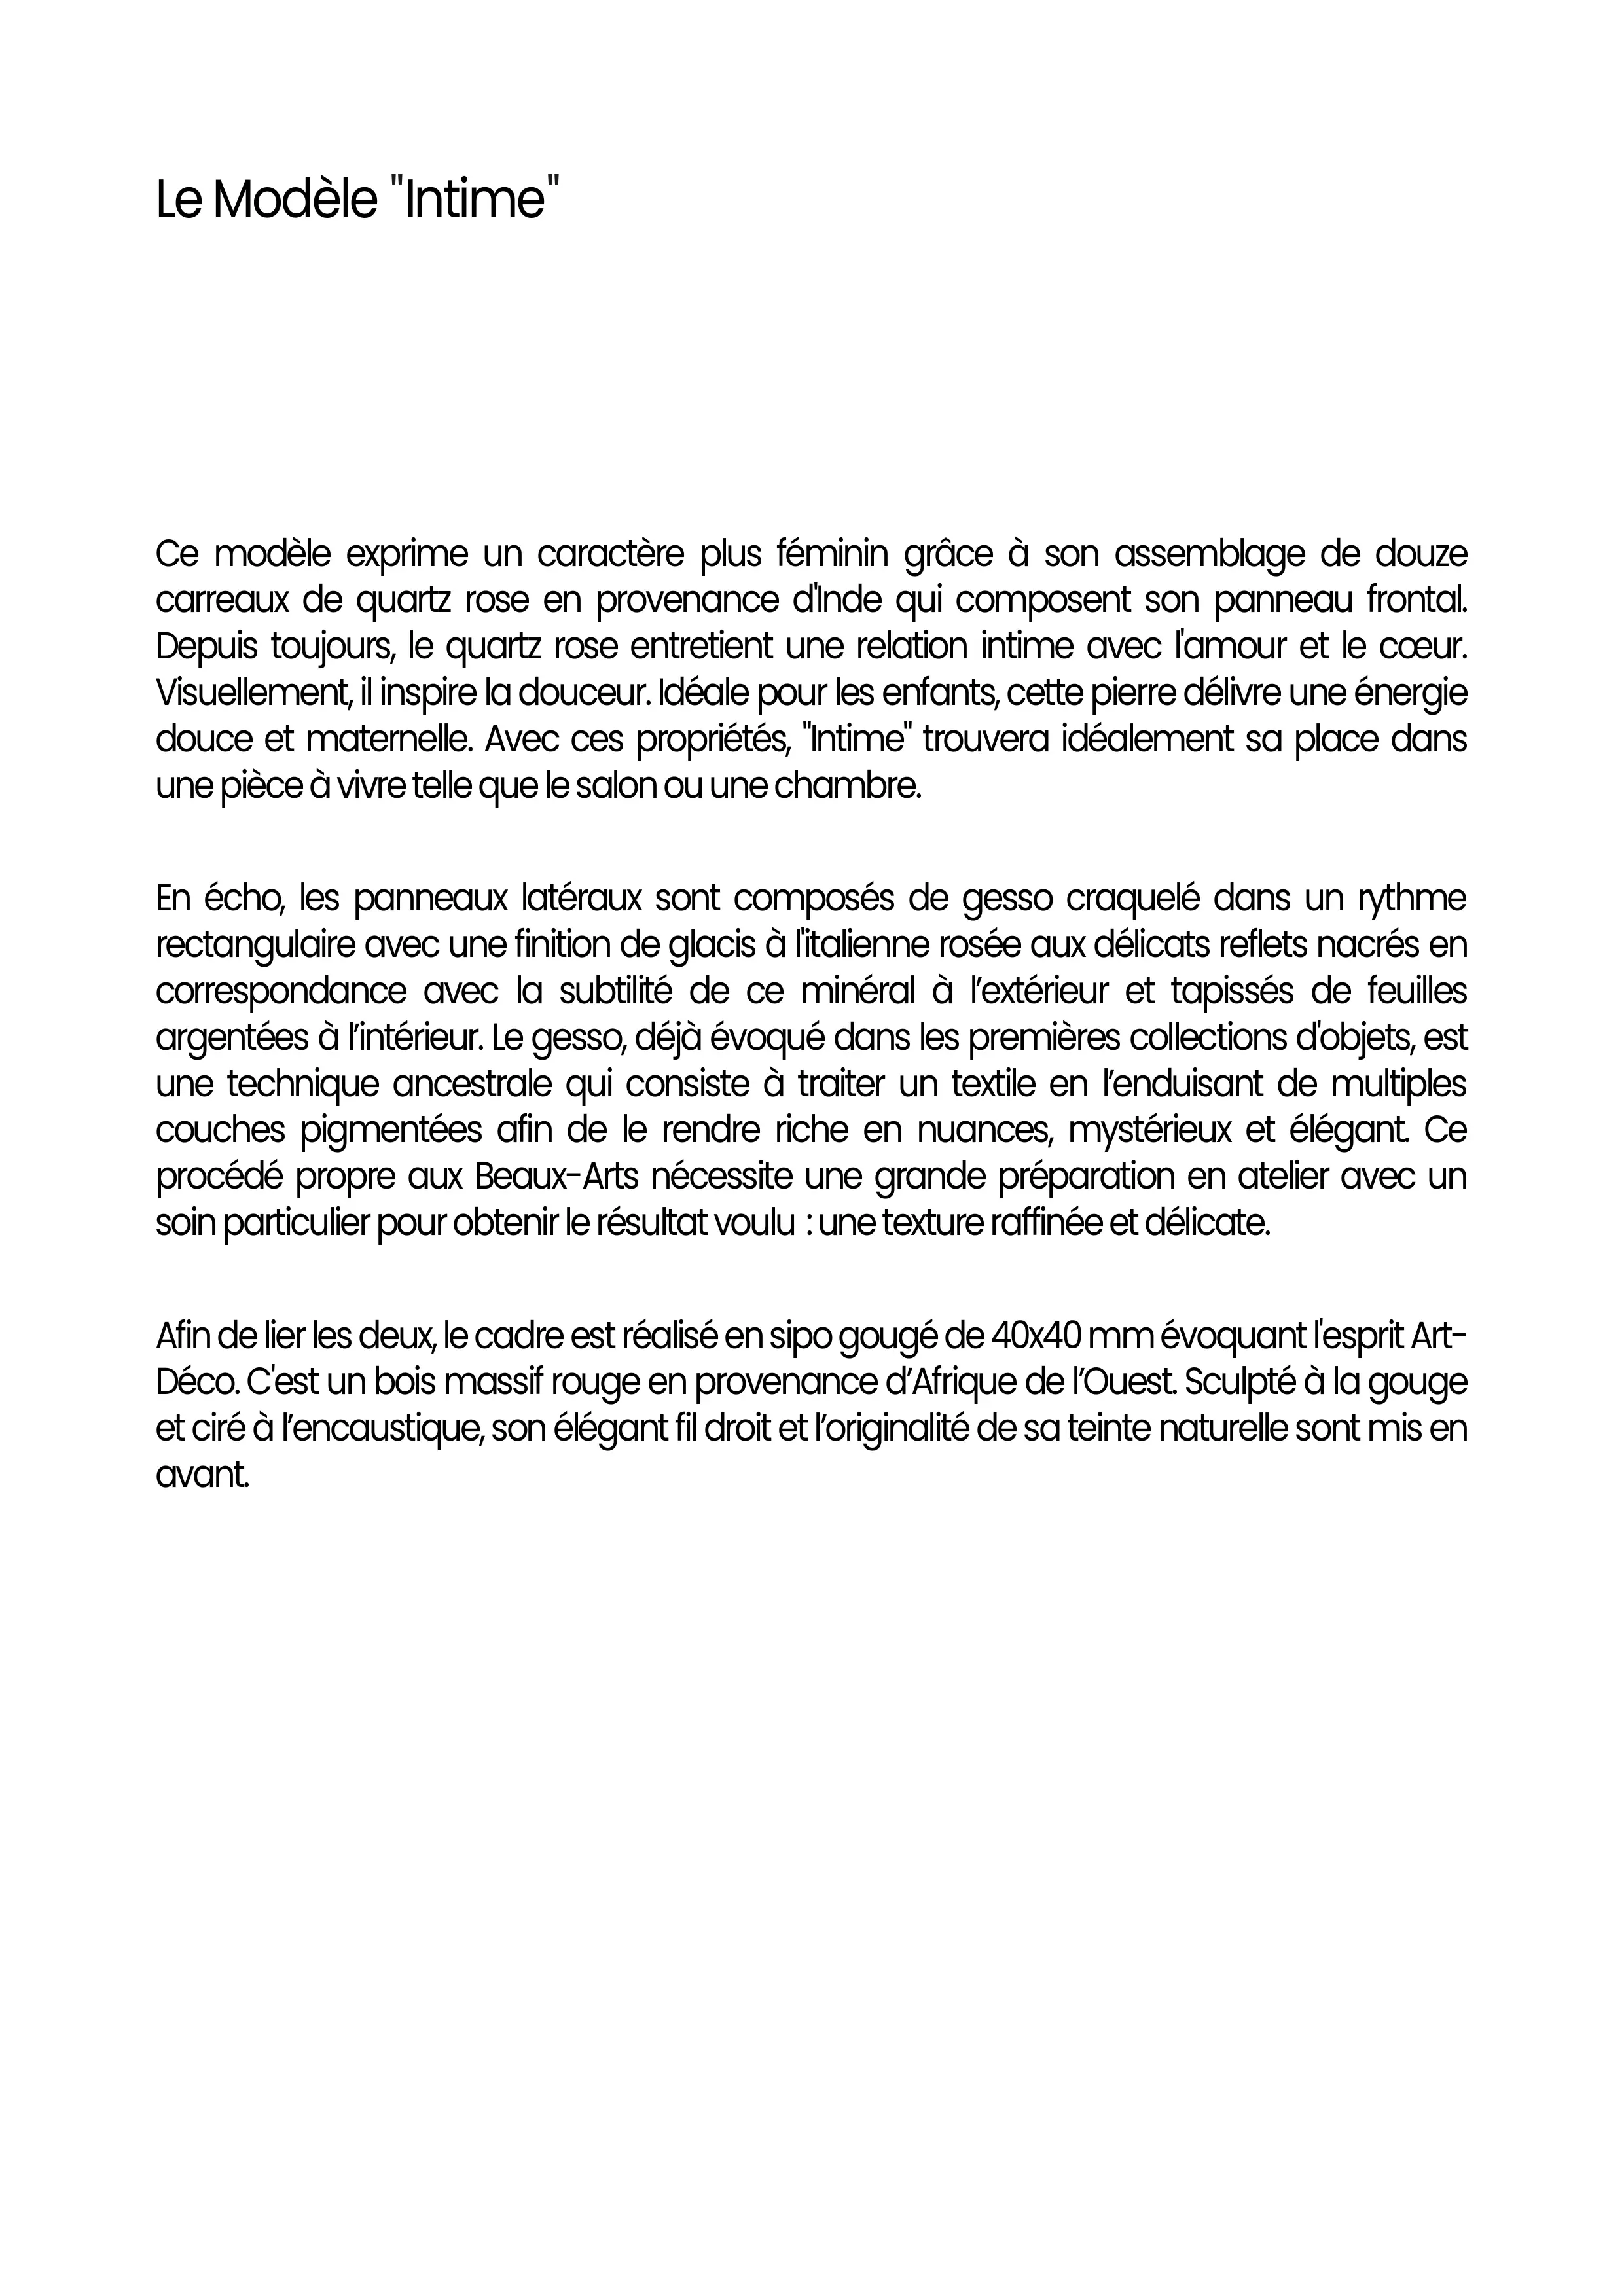 Le Modèle "Intime"
Ce modèle exprime un caractère plus féminin grâce à son assemblage de douze
carreaux de quartz rose en provenance d'Inde qui composent son panneau frontal.
Depuis toujours, le quartz rose entretient une relation intime avec l'amour et le cœur.
Visuellement, il inspire la douceur. Idéale pour les enfants, cette pierre délivre une énergie
douce et maternelle. Avec ces propriétés, "Intime" trouvera idéalement sa place dans
une pièce à vivre telle que le salon ou une chambre.
En écho, les panneaux latéraux sont composés de gesso craquelé dans un rythme
rectangulaire avec une finition de glacis à l'italienne rosée aux délicats reflets nacrés en
correspondance avec la subtilité de ce minéral à l’extérieur et tapissés de feuilles
argentées à l’intérieur. Le gesso, déjà évoqué dans les premières collections d'objets, est
une technique ancestrale qui consiste à traiter un textile en l’enduisant de multiples
couches pigmentées afin de le rendre riche en nuances, mystérieux et élégant. Ce
procédé propre aux Beaux-Arts nécessite une grande préparation en atelier avec un
soin particulier pour obtenir le résultat voulu : une texture raffinée et délicate.
Afin de lier les deux, le cadre est réalisé en sipo gougé de 40x40 mm évoquant l'esprit Art-
Déco. C'est un bois massif rouge en provenance d’Afrique de l’Ouest. Sculpté à la gouge
et ciré à l’encaustique, son élégant fil droit et l’originalité de sa teinte naturelle sont mis en
avant.